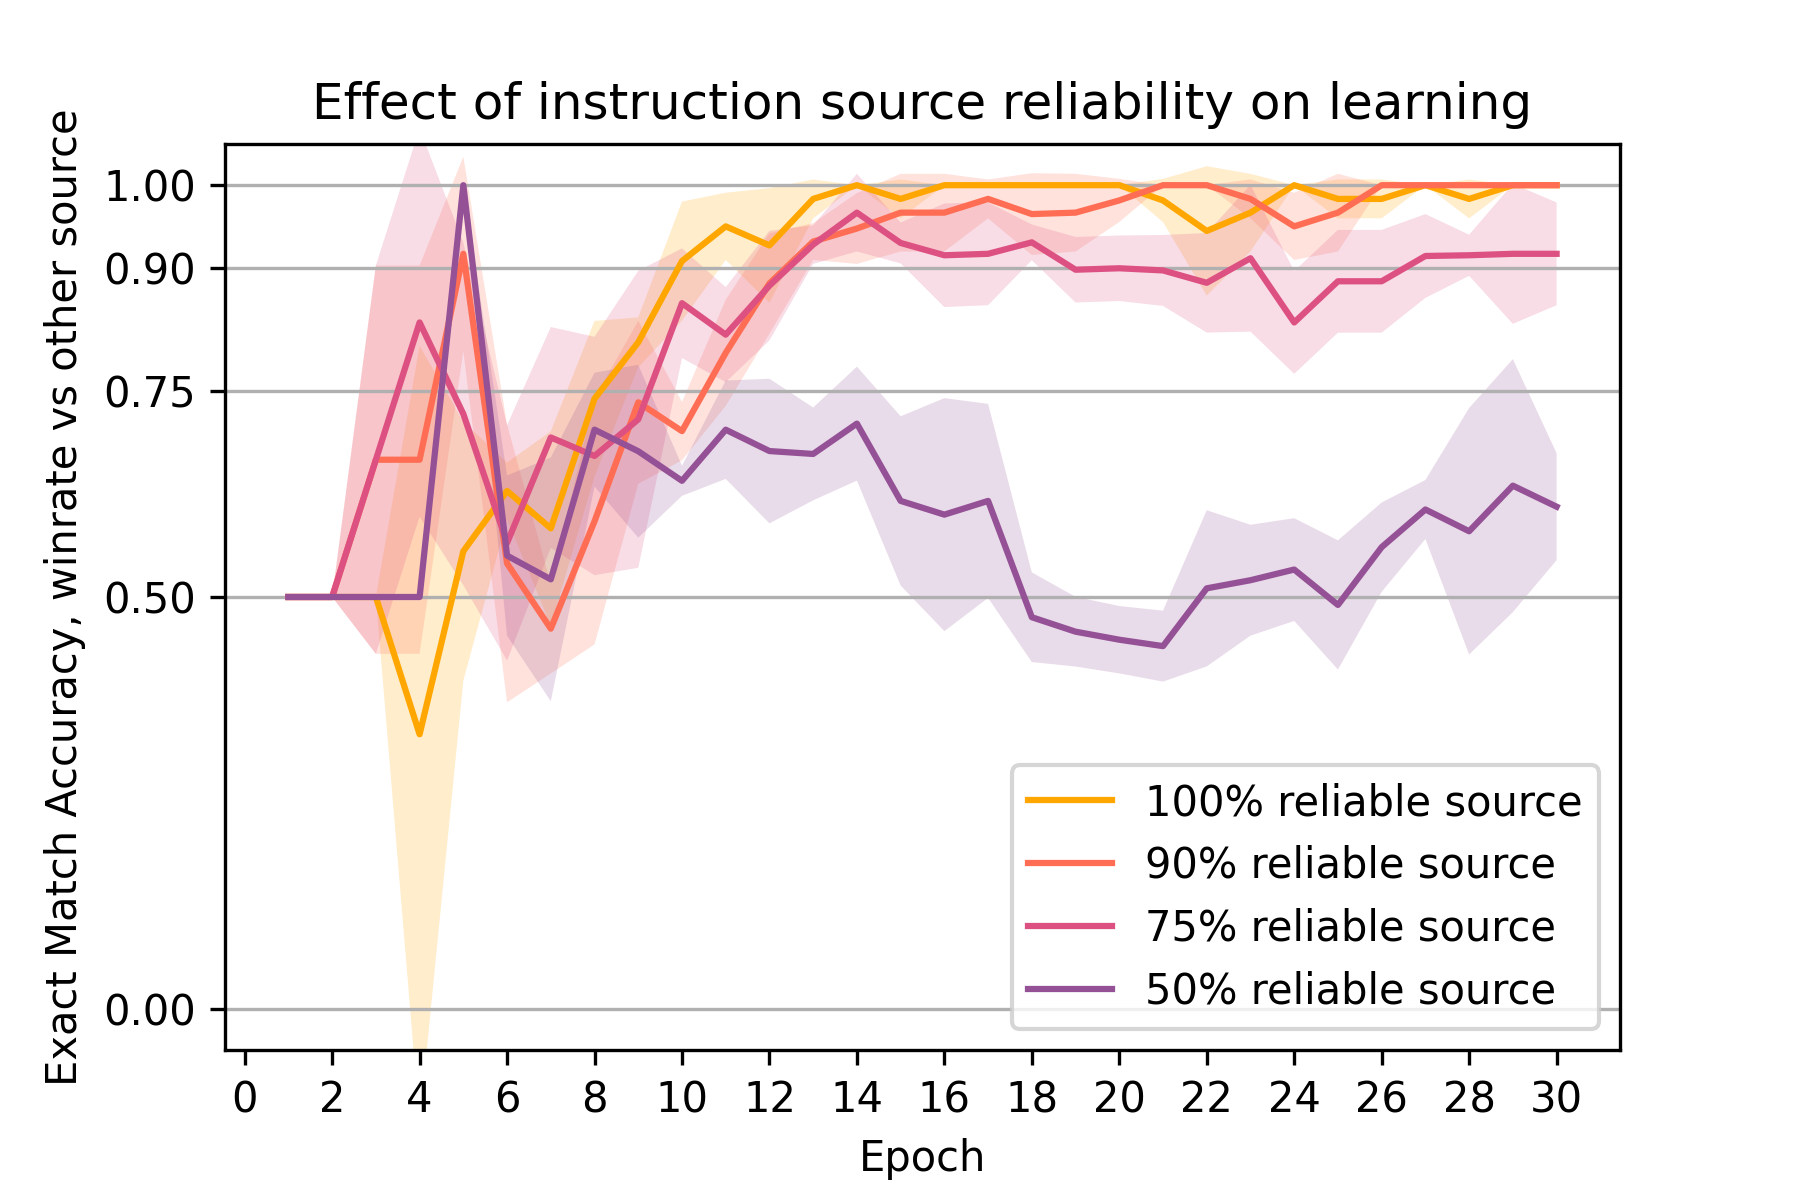 Effect of instruction source reliability on learning
Exact Match Accuracy, winrate vs other source
1.00
0.90
0.75
0.50
0.00
100% reliable source
90% reliable source
75% reliable source
50% reliable source
0 2 4 6 8 10 12 14 16 18 20 22 24 26 28 30
Epoch